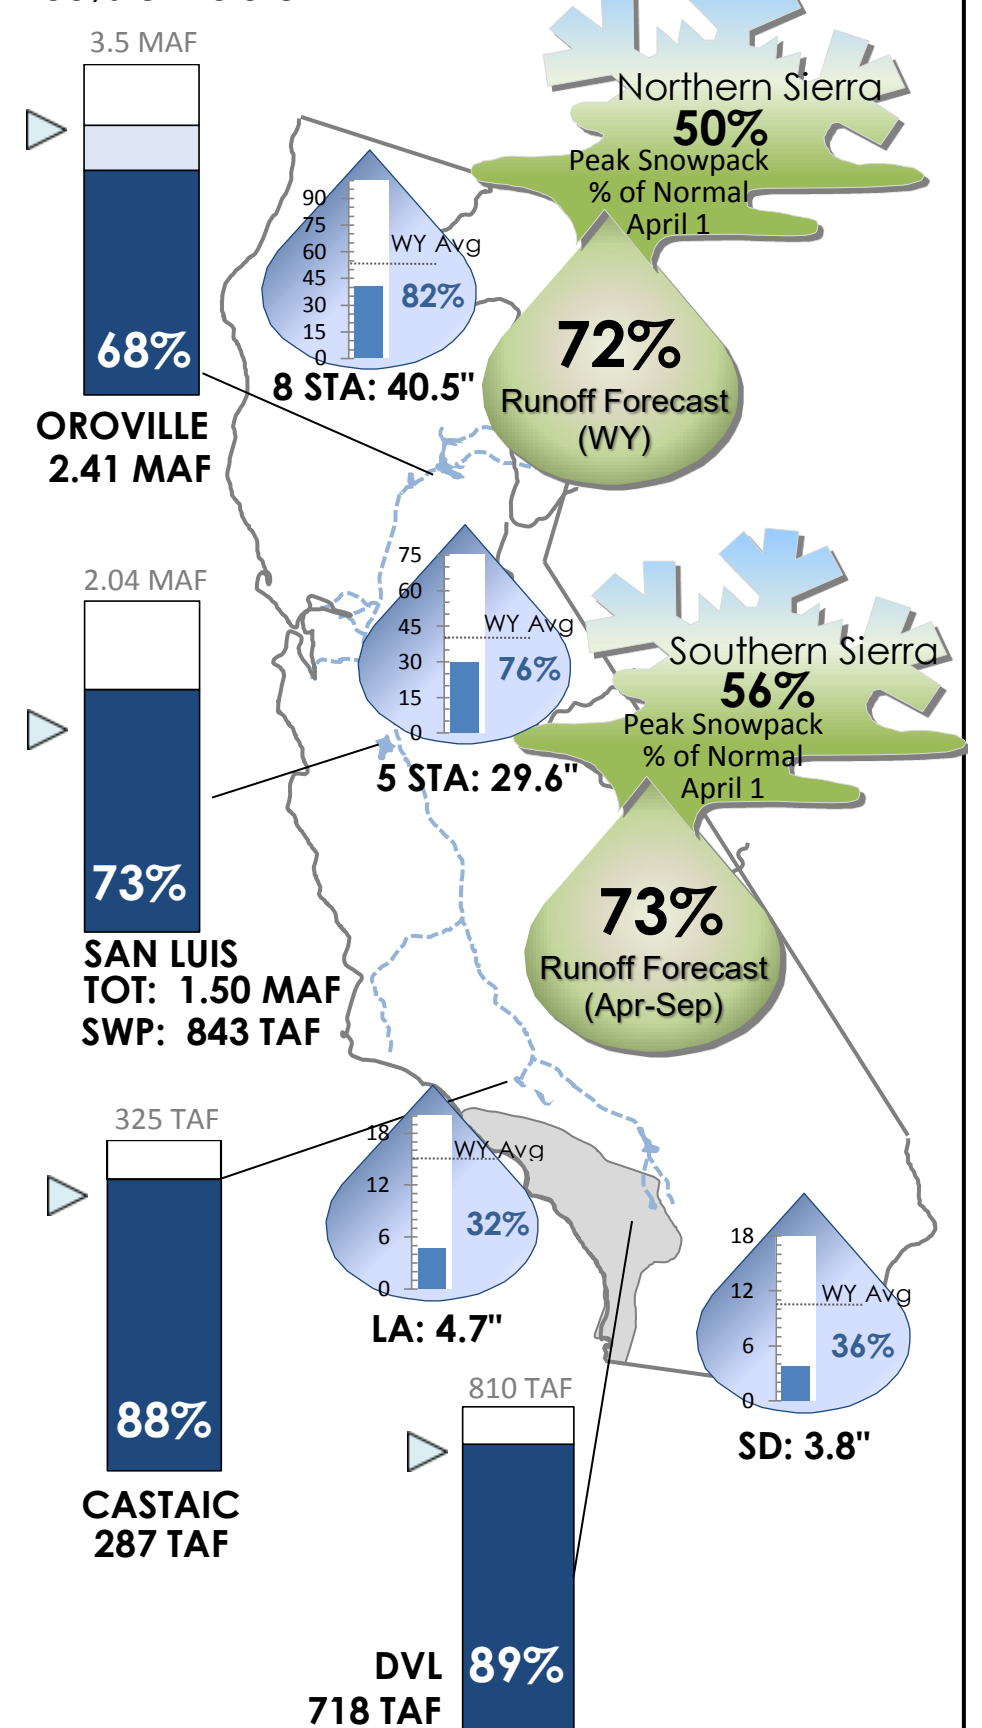 3.5 MAF
68%
OROVILLE
2.41 MAF
Northern Sierra
50%
Peak Snowpack
% of Normal
April 1
72%
Runoff Forecast
(WY)
90
75
60
45
30
15
0
WY Avg
82%
8 STA: 40.5"
2.04 MAF
73%
SAN LUIS
TOT: 1.50 MAF
SWP: 843 TAF
75
60
45
30
15
0
WY Avg
76%
5 STA: 29.6"
Southern Sierra
56%
Peak Snowpack
% of Normal
April 1
73%
Runoff Forecast
(Apr-Sep)
325 TAF
88%
CASTAIC
287 TAF
18
12
6
0
WY Avg
32%
LA: 4.7"
18
12
6
0
WY Avg
36%
SD: 3.8"
810 TAF
89%
DVL
718 TAF